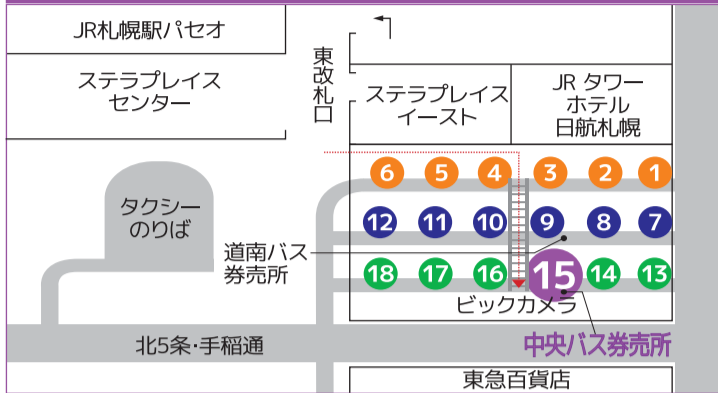 JR札幌駅パセオ
ステラプレイス
センター
東改札口
ステラプレイス
イースト
JR タワー
ホテル
日航札幌
6 5 4 3 2 1
タクシー
のりば
12 11 10 9 8 7
道南バス
券売所
18 17 16 15 14 13
ビックカメラ
北5条・手稲通
中央バス券売所
東急百貨店